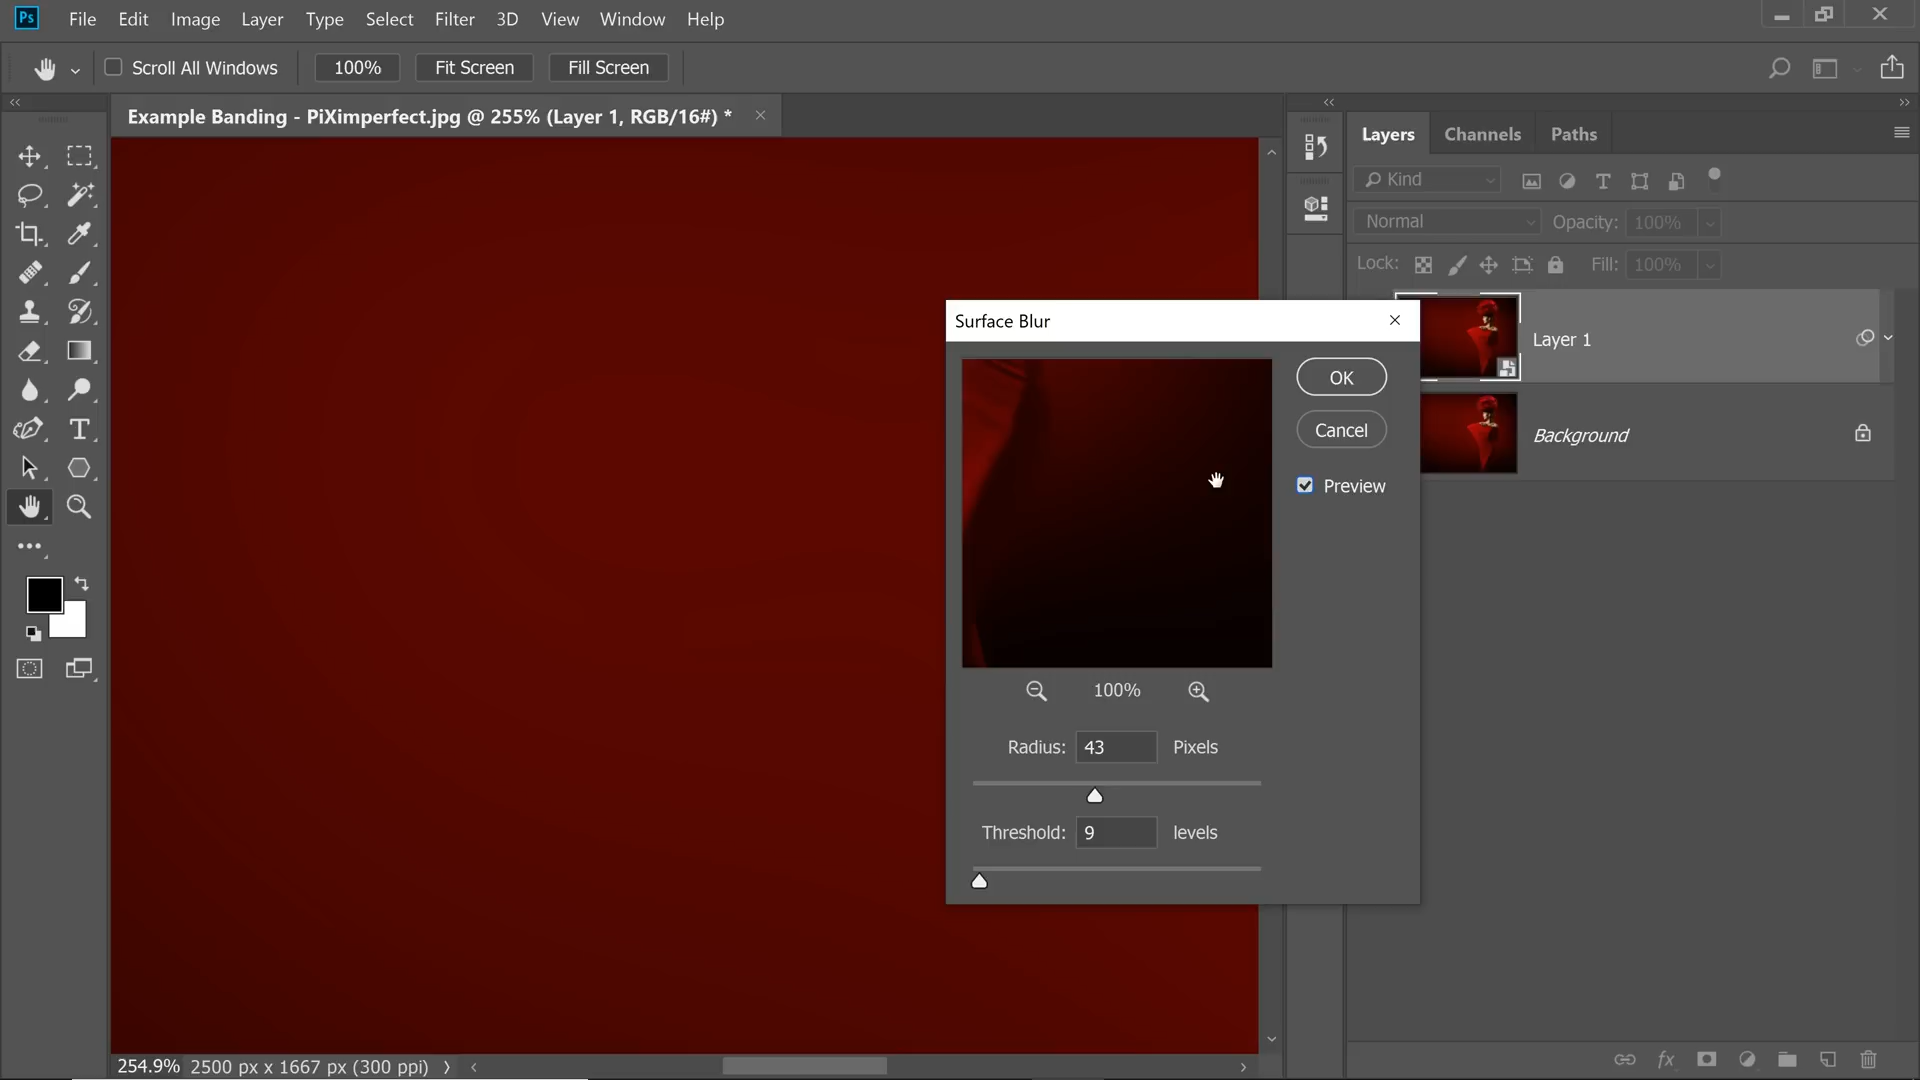 Ps File Edit Image Layer Type Select Filter 3D View Window Help
Scroll All Windows 100% Fit Screen Fill Screen
Example Banding - PiXimperfect.jpg @ 255% (Layer 1, RGB/16#) *
Layers Channels Paths
Kind
Normal Opacity: 100%
Lock: Fill: 100%
Layer 1
Background
Surface Blur
OK
Cancel
Preview
100%
Radius: 43 Pixels
Threshold: 9 levels
254.9% 2500 px x 1667 px (300 ppi)